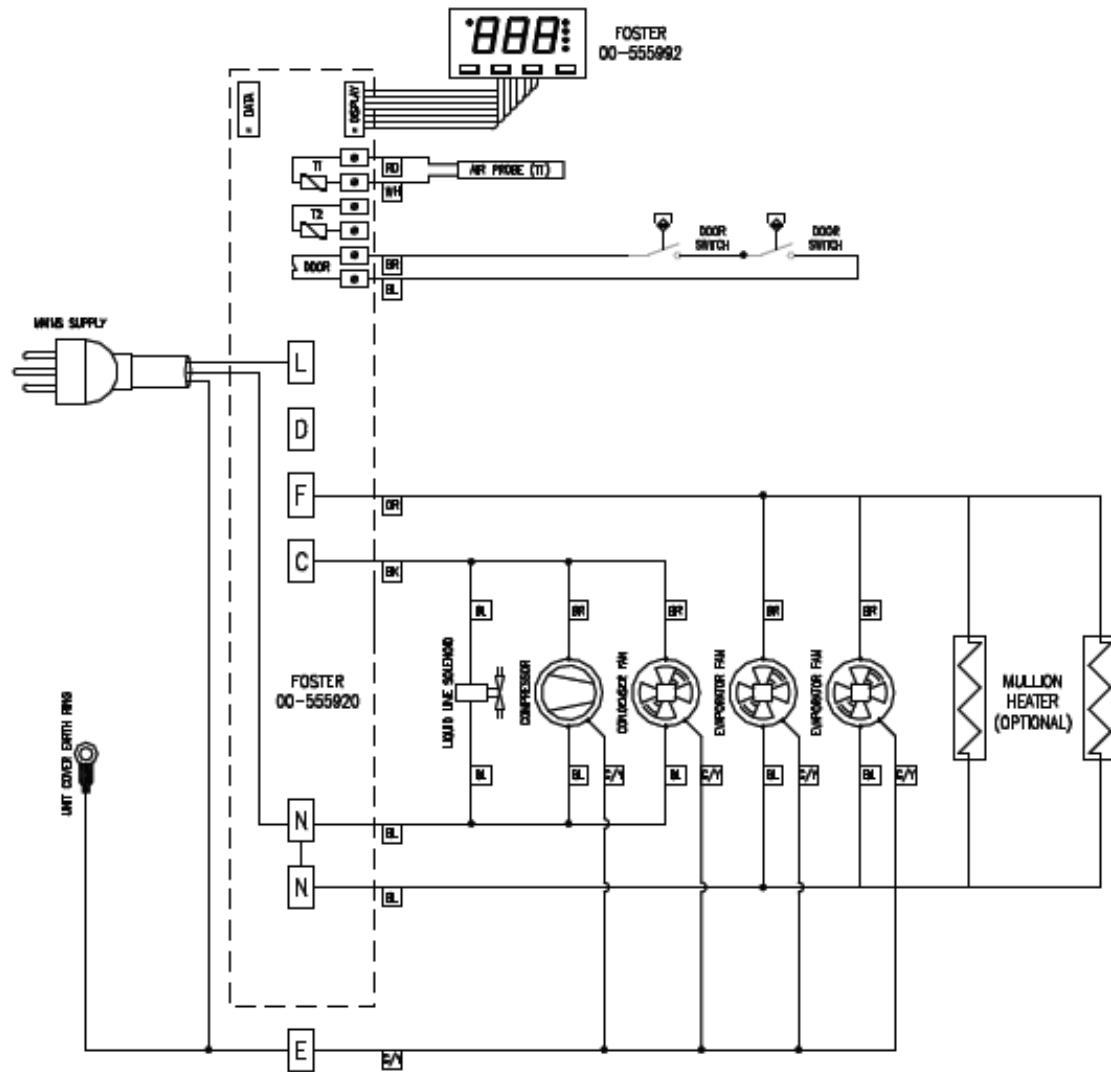 888
FOSTER
00-555992
DATA
DISPLAY
T1
RD
AIR PROBE (T1)
WH
T2
DOOR
SWITCH
DOOR
SWITCH
DOOR
BR
BL
MAINS SUPPLY
L
D
F
OR
C
BK
BL
BR
BR
BR
BR
LIQUID LINE SOLENOID
COMPRESSOR
CONDENSOR FAN
EVAPORATOR FAN
EVAPORATOR FAN
MULLION
HEATER
(OPTIONAL)
FOSTER
00-555920
UNIT COVER EARTH RING
BL
BL
G/Y
BL
G/Y
BL
G/Y
BL
G/Y
N
BL
N
BL
E
G/Y